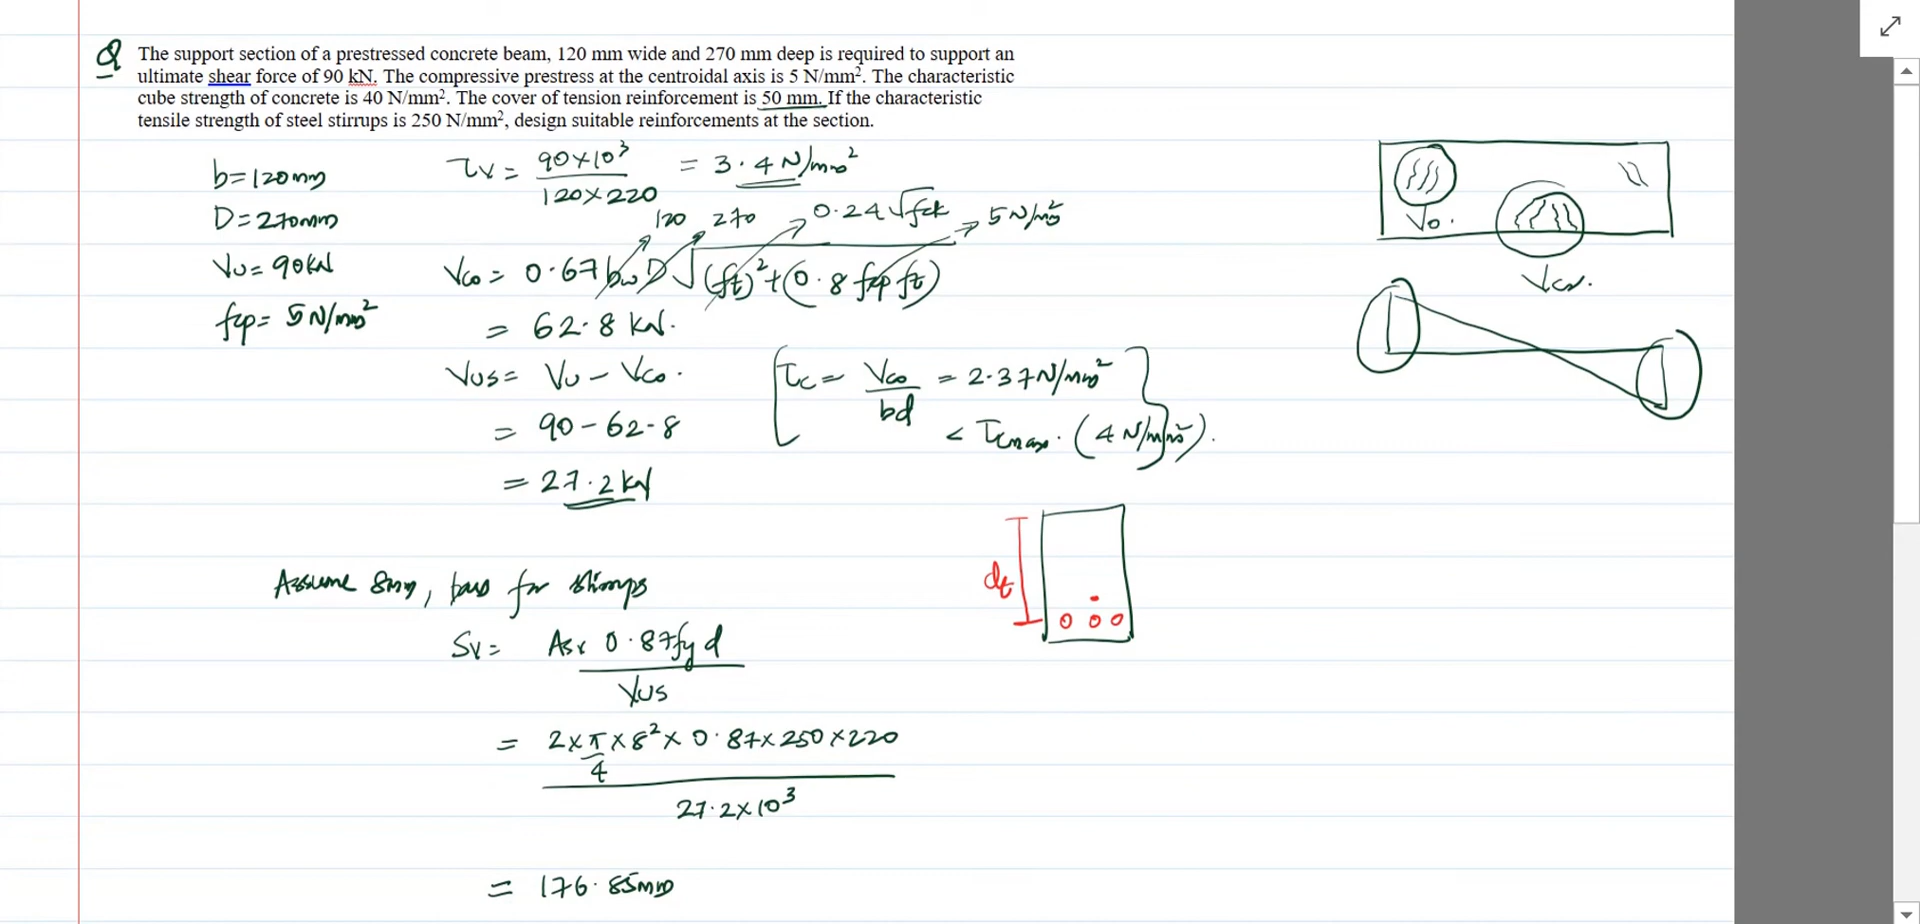 Q The support section of a prestressed concrete beam, 120 mm wide and 270 mm deep is required to support an
ultimate shear force of 90 kN. The compressive prestress at the centroidal axis is 5 N/mm². The characteristic
cube strength of concrete is 40 N/mm². The cover of tension reinforcement is 50 mm. If the characteristic
tensile strength of steel stirrups is 250 N/mm², design suitable reinforcements at the section.
b=120mm
D=270mm
Vu=90kN
fcp= 5N/mm²
τv = 90×10³ / 120×220 = 3.4 N/mm²
120 270 0.24√fck 5N/mm²
Vco = 0.67 bw D √(ft)²+(0.8 fcp ft)
= 62.8 kN.
Vus= Vu - Vco.
= 90-62.8
= 27.2kN
[τc = Vco / bd = 2.37N/mm²
< τcmax. (4 N/mm²).
Vo.
Vcr.
dt
Assume 8mm, bars for stirrups
Sv = Asv 0.87fy d / Vus
= 2×π/4×8²×0.87×250×220 / 27.2×10³
= 176.85mm